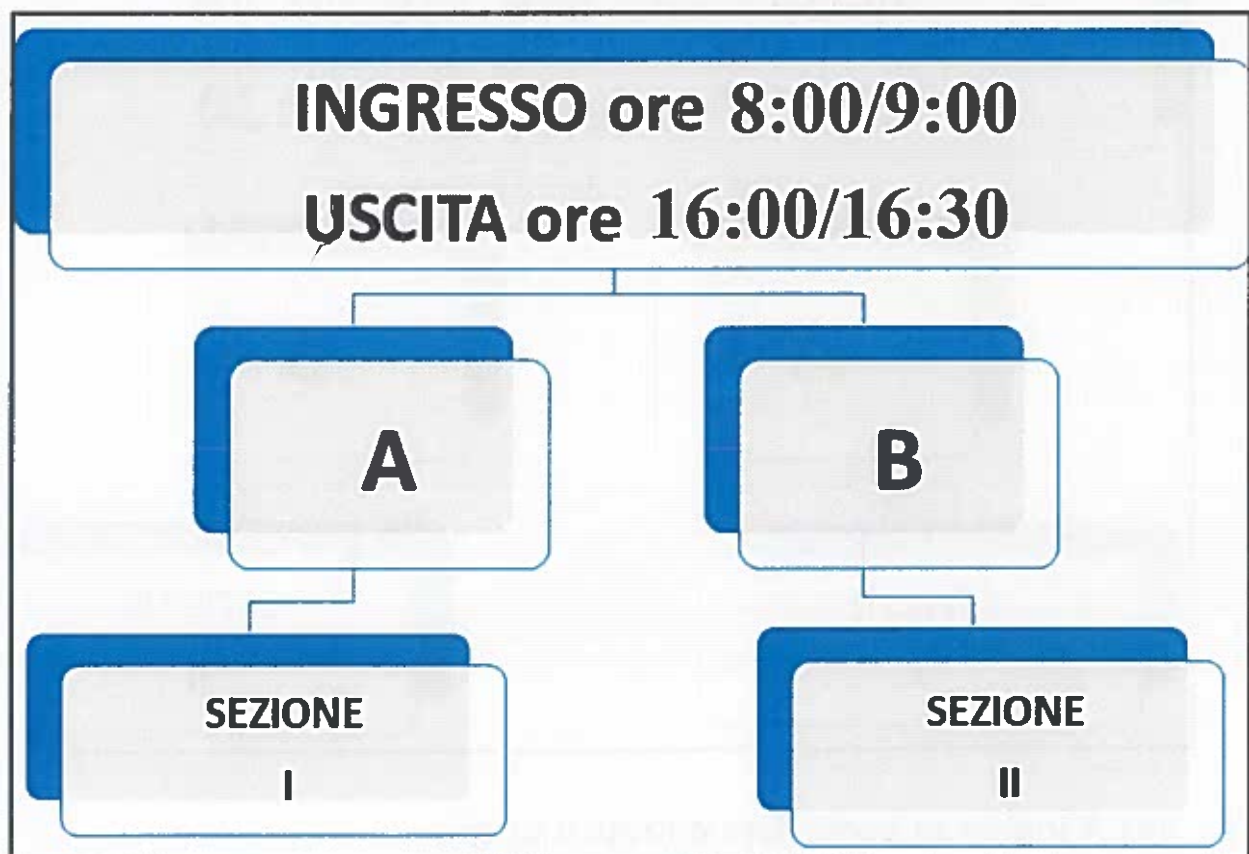 INGRESSO ore 8:00/9:00
USCITA ore 16:00/16:30
A
B
SEZIONE
I
SEZIONE
II